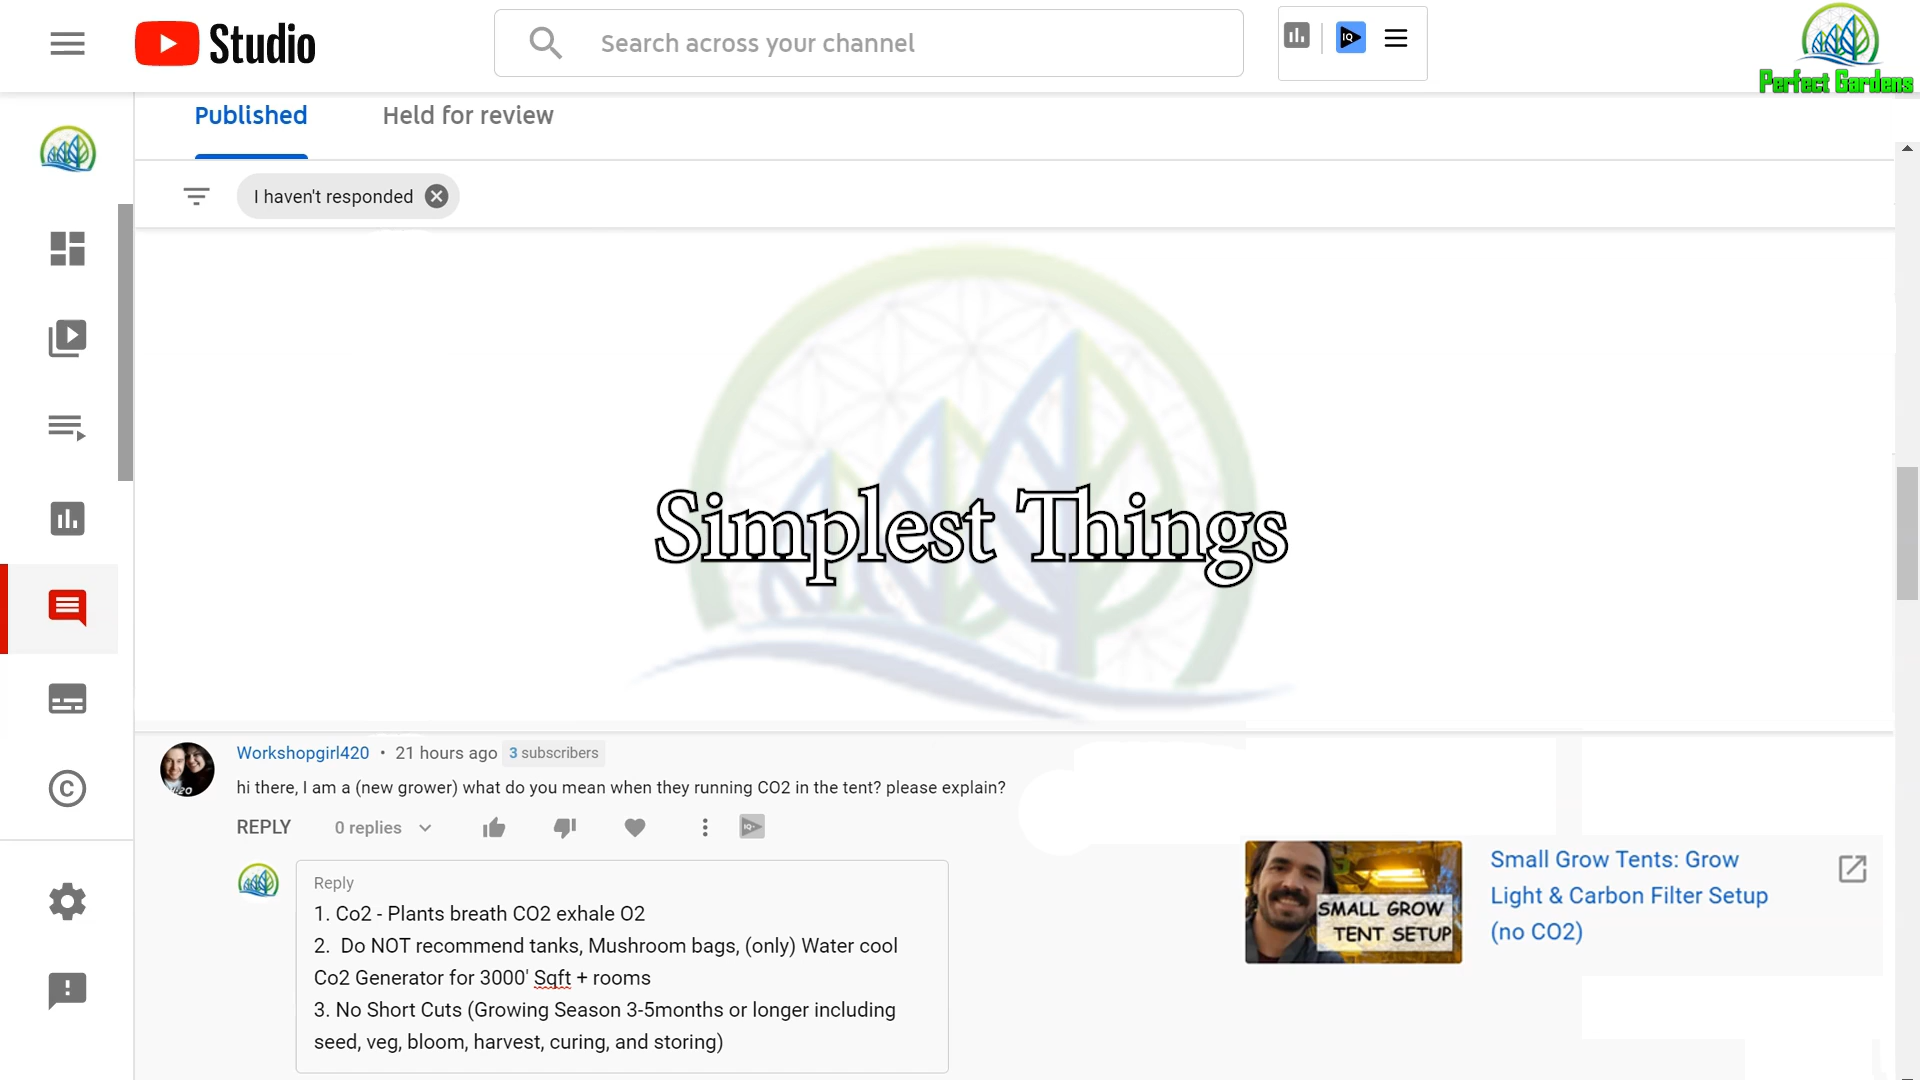 Studio
Search across your channel
IQ
Perfect Gardens
Published
Held for review
I haven't responded
Simplest Things
Workshopgirl420 • 21 hours ago 3 subscribers
hi there, I am a (new grower) what do you mean when they running CO2 in the tent? please explain?
REPLY 0 replies
Reply
1. Co2 - Plants breath CO2 exhale O2
2. Do NOT recommend tanks, Mushroom bags, (only) Water cool
Co2 Generator for 3000' Sqft + rooms
3. No Short Cuts (Growing Season 3-5months or longer including
seed, veg, bloom, harvest, curing, and storing)
SMALL GROW
TENT SETUP
Small Grow Tents: Grow
Light & Carbon Filter Setup
(no CO2)